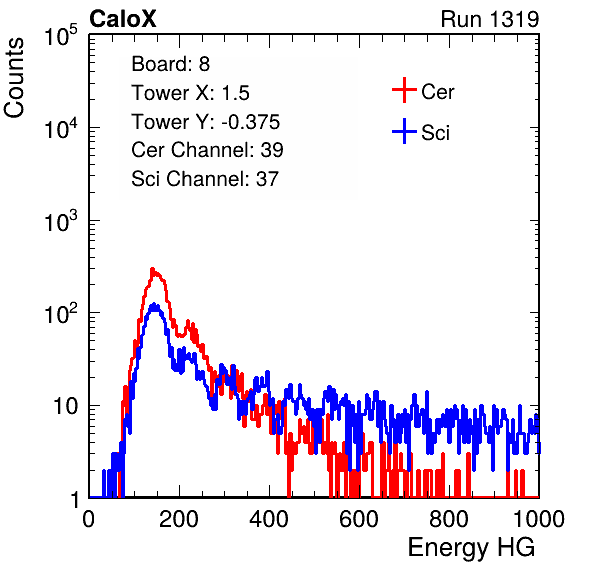 CaloX Run 1319
Counts
10^5
10^4
10^3
10^2
10
1
Board: 8
Tower X: 1.5
Tower Y: -0.375
Cer Channel: 39
Sci Channel: 37
Cer
Sci
0 200 400 600 800 1000
Energy HG